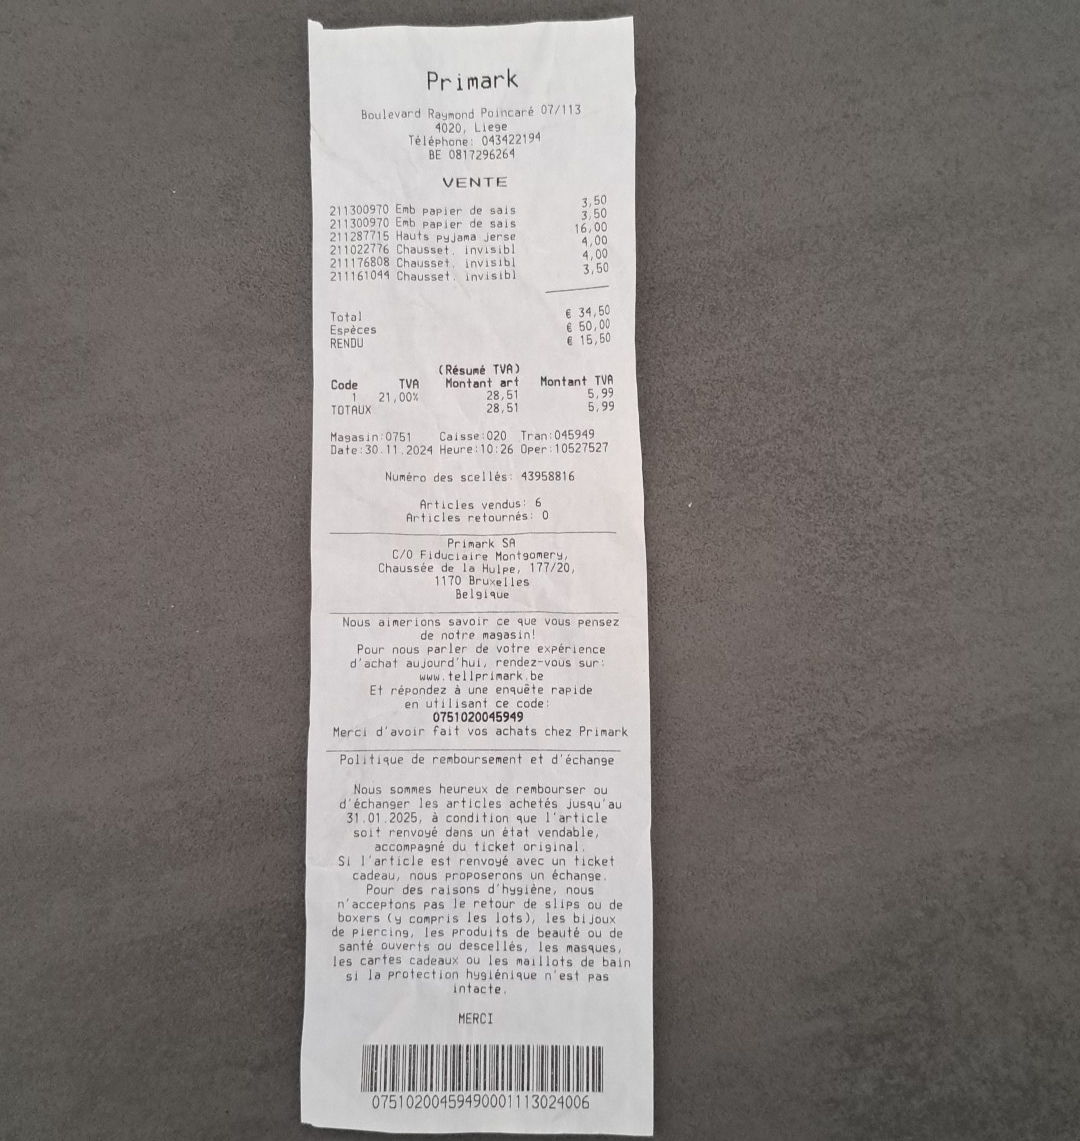 Primark
Boulevard Raymond Poincaré 07/113
4020, Liege
Téléphone: 043422194
BE 0817296264
VENTE
211300970 Emb papier de sais 3,50
211300970 Emb papier de sais 3,50
211287715 Hauts pyjama jerse 16,00
211022776 Chausset. invisibl 4,00
211176808 Chausset. invisibl 4,00
211161044 Chausset. invisibl 3,50
Total € 34,50
Espèces € 50,00
RENDU € 15,50
(Résumé TVA)
Code TVA Montant art Montant TVA
1 21,00% 28,51 5,99
TOTAUX 28,51 5,99
Magasin:0751 Caisse:020 Tran:045949
Date:30.11.2024 Heure:10:26 Oper:10527527
Numéro des scellés: 43958816
Articles vendus: 6
Articles retournés: 0
Primark SA
C/O Fiduciaire Montgomery,
Chaussée de la Hulpe, 177/20,
1170 Bruxelles
Belgique
Nous aimerions savoir ce que vous pensez
de notre magasin!
Pour nous parler de votre expérience
d'achat aujourd'hui, rendez-vous sur:
www.tellprimark.be
Et répondez à une enquête rapide
en utilisant ce code:
0751020045949
Merci d'avoir fait vos achats chez Primark
Politique de remboursement et d'échange
Nous sommes heureux de rembourser ou
d'échanger les articles achetés jusqu'au
31.01.2025, à condition que l'article
soit renvoyé dans un état vendable,
accompagné du ticket original.
Si l'article est renvoyé avec un ticket
cadeau, nous proposerons un échange.
Pour des raisons d'hygiène, nous
n'acceptons pas le retour de slips ou de
boxers (y compris les lots), les bijoux
de piercing, les produits de beauté ou de
santé ouverts ou descellés, les masques,
les cartes cadeaux ou les maillots de bain
si la protection hygiénique n'est pas
intacte.
MERCI
07510200459490001113024006